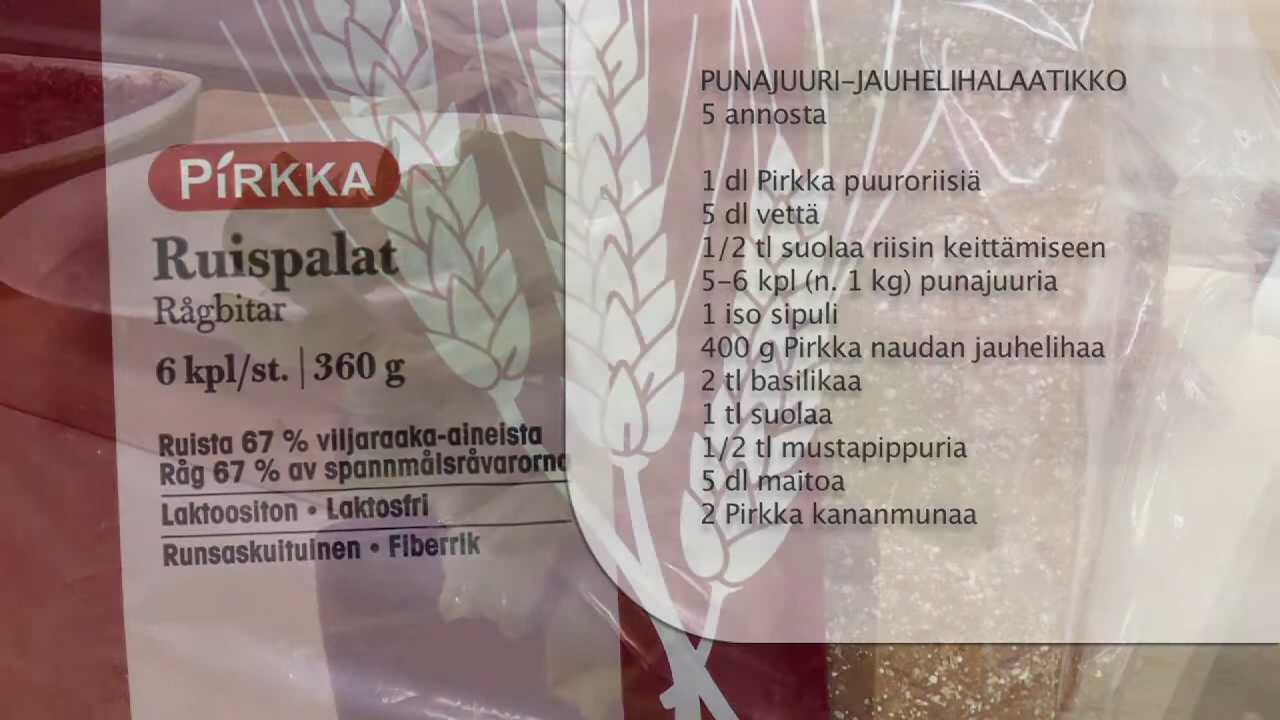 PIRKKA
Ruispalat
Rågbitar
6 kpl/st. | 360 g
Ruista 67 % viljaraaka-aineista
Råg 67 % av spannmålsråvarorna
Laktoositon • Laktosfri
Runsaskuituinen • Fiberrik
PUNAJUURI-JAUHELIHALAATIKKO
5 annosta
1 dl Pirkka puuroriisiä
5 dl vettä
1/2 tl suolaa riisin keittämiseen
5-6 kpl (n. 1 kg) punajuuria
1 iso sipuli
400 g Pirkka naudan jauhelihaa
2 tl basilikaa
1 tl suolaa
1/2 tl mustapippuria
5 dl maitoa
2 Pirkka kananmunaa